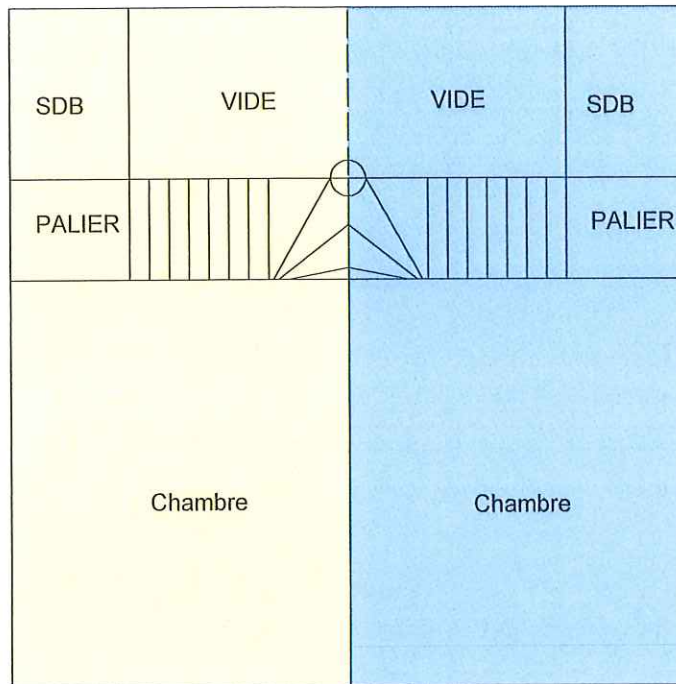 SDB
VIDE
VIDE
SDB
PALIER
PALIER
Chambre
Chambre